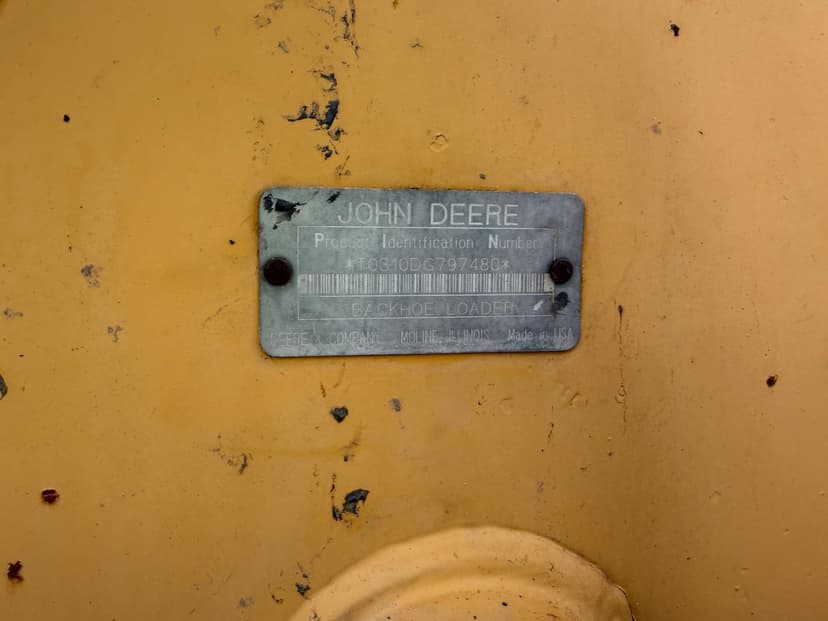 JOHN DEERE
Product Identification Number
*T0310DG797480*
BACKHOE LOADER
DEERE & COMPANY MOLINE, ILLINOIS Made in USA